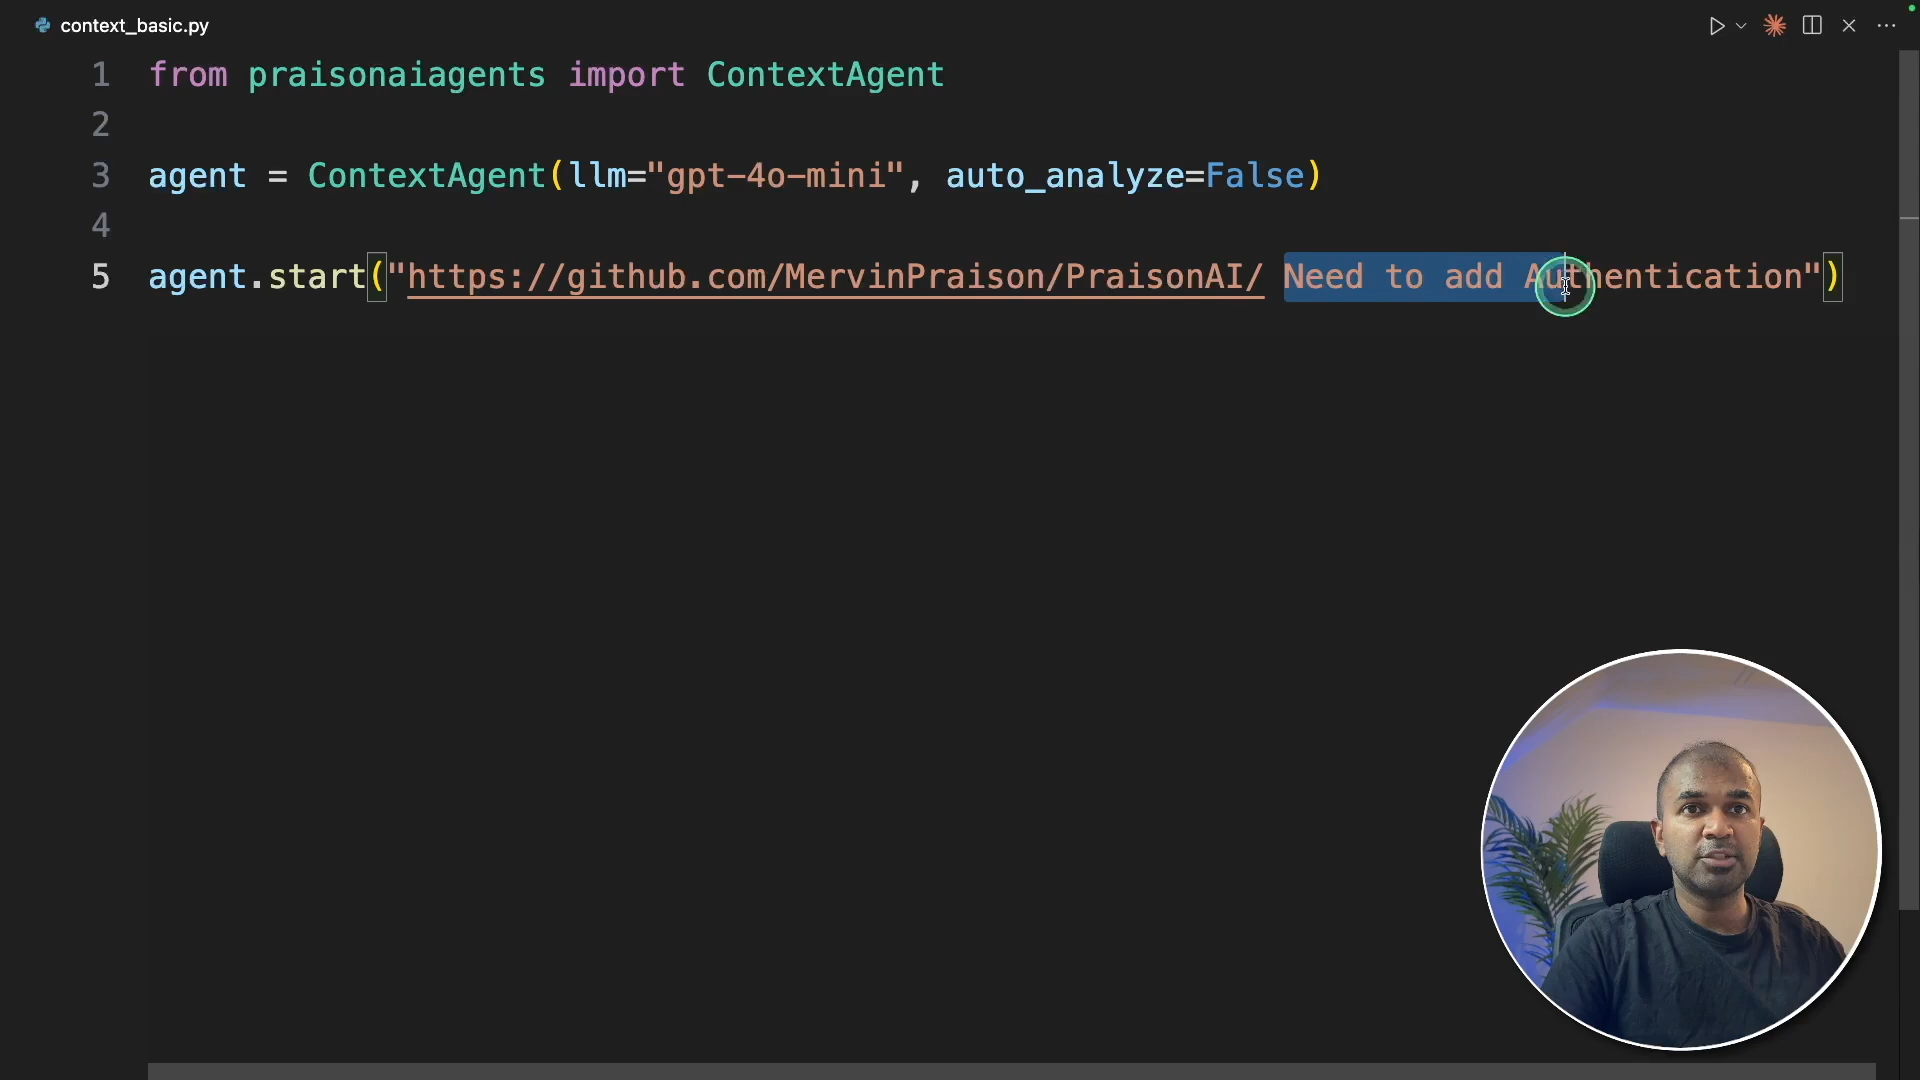 context_basic.py
1 from praisonaiagents import ContextAgent
2
3 agent = ContextAgent(llm="gpt-4o-mini", auto_analyze=False)
4
5 agent.start("https://github.com/MervinPraison/PraisonAI/ Need to add Authentication")